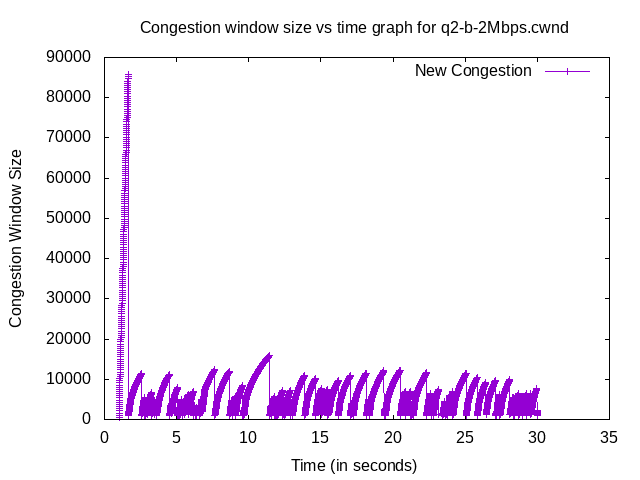 Congestion window size vs time graph for q2-b-2Mbps.cwnd
New Congestion
90000
80000
70000
60000
50000
40000
30000
20000
10000
0
Congestion Window Size
0 5 10 15 20 25 30 35
Time (in seconds)